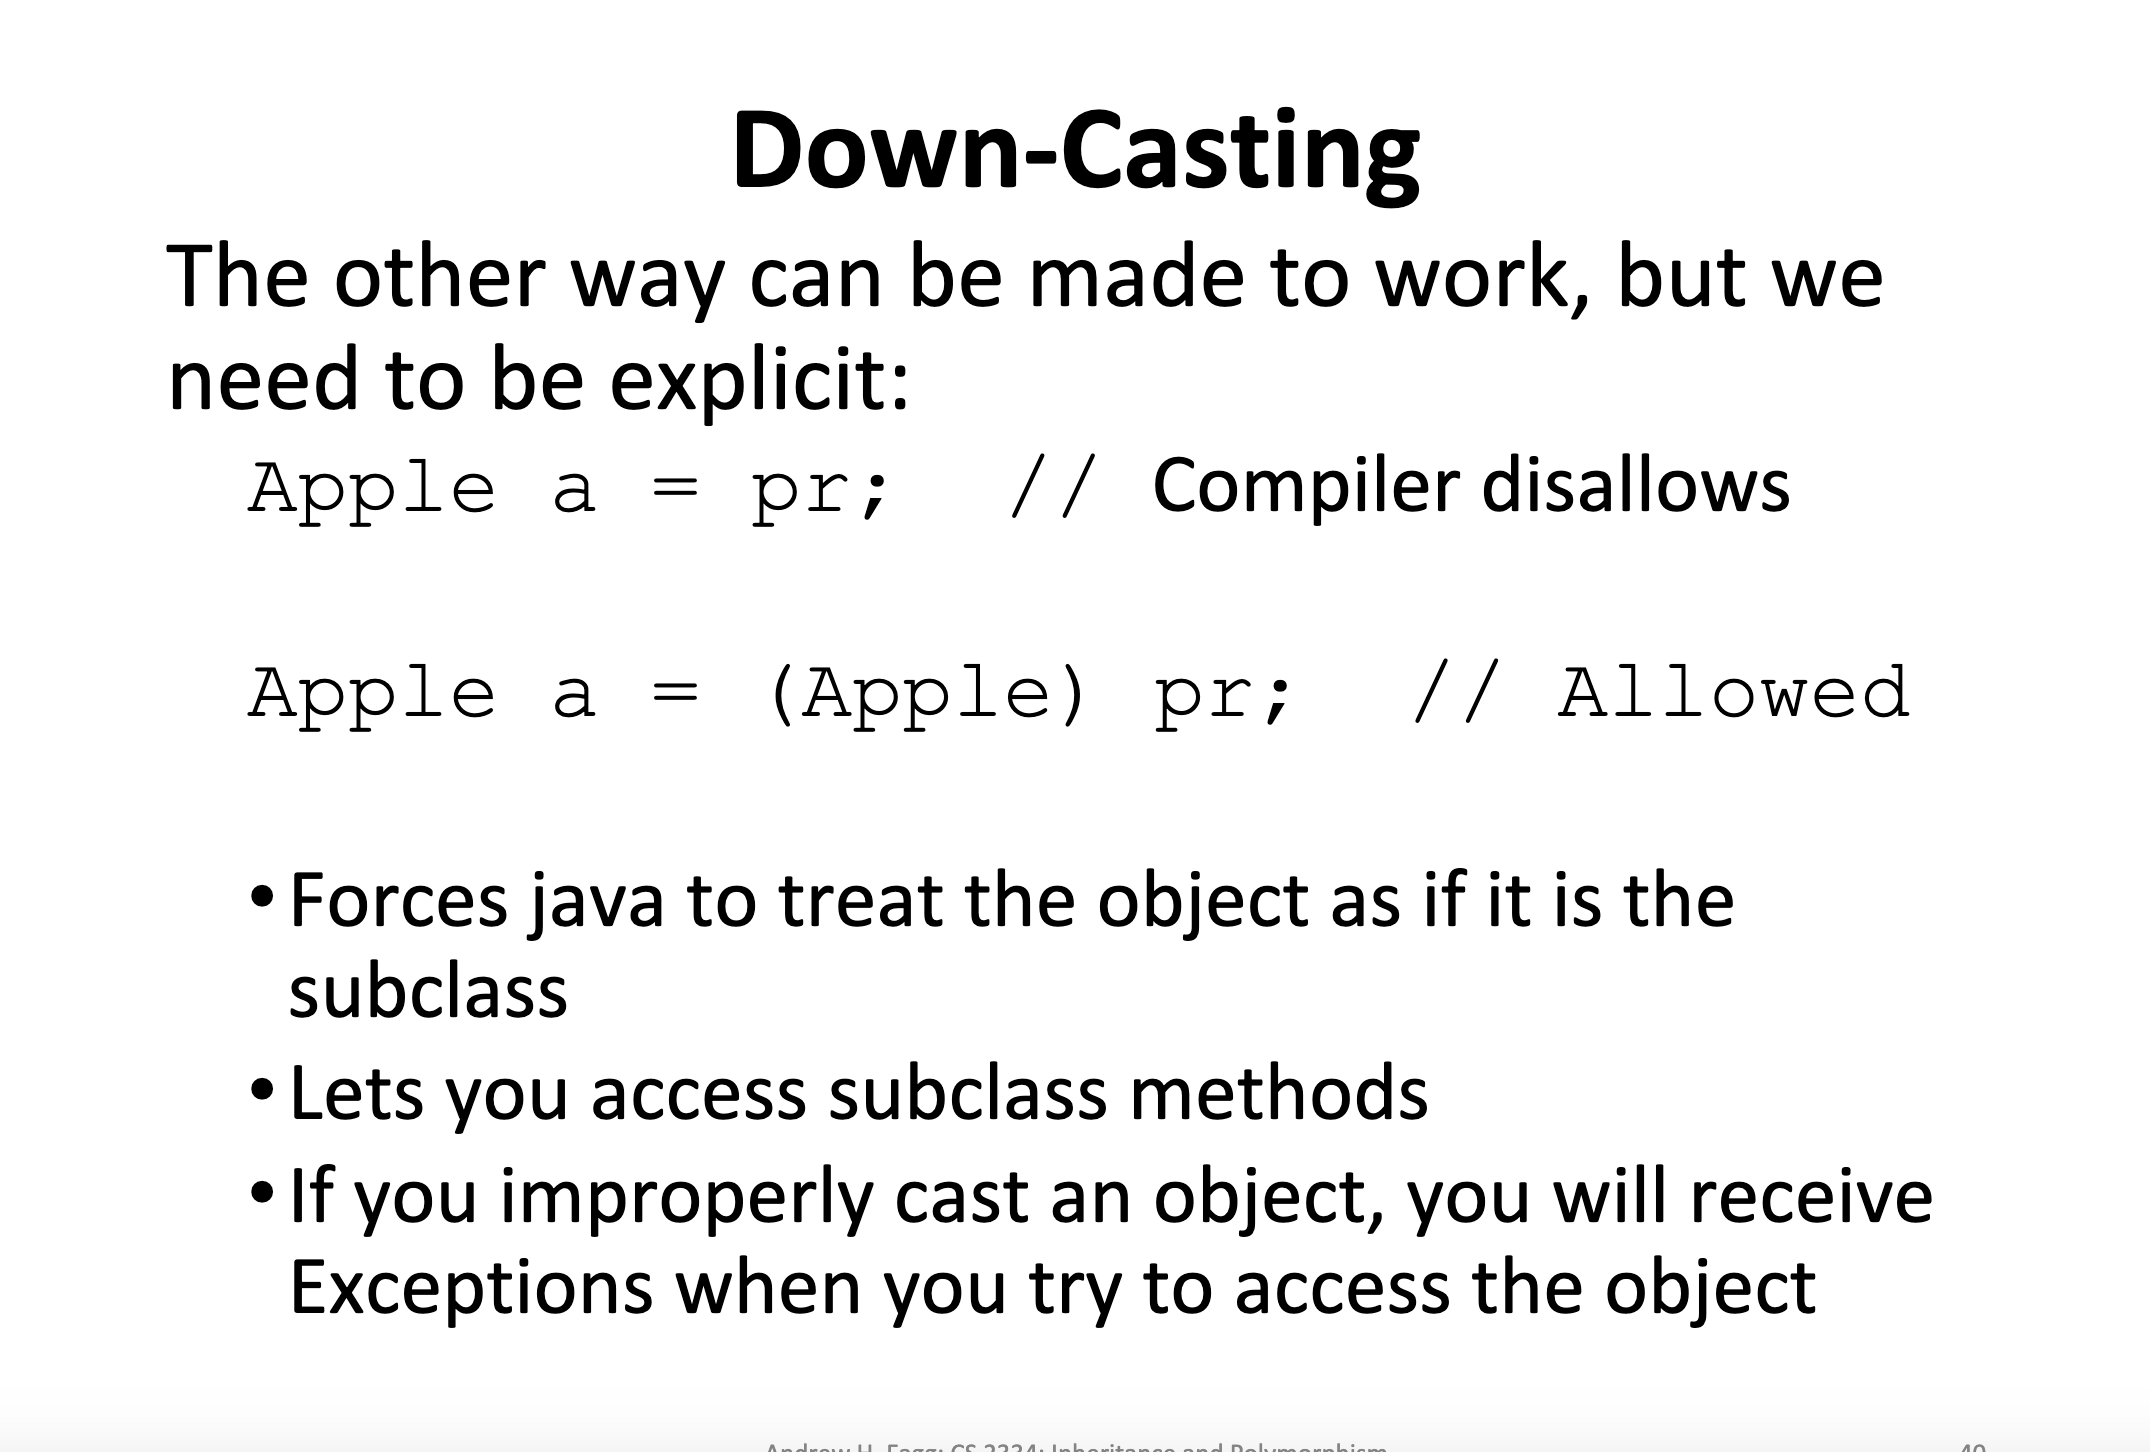 Down-Casting
The other way can be made to work, but we
need to be explicit:
Apple a = pr; // Compiler disallows
Apple a = (Apple) pr; // Allowed
• Forces java to treat the object as if it is the
subclass
• Lets you access subclass methods
• If you improperly cast an object, you will receive
Exceptions when you try to access the object
Andrew H. Fagg: CS 2334: Inheritance and Polymorphism
40